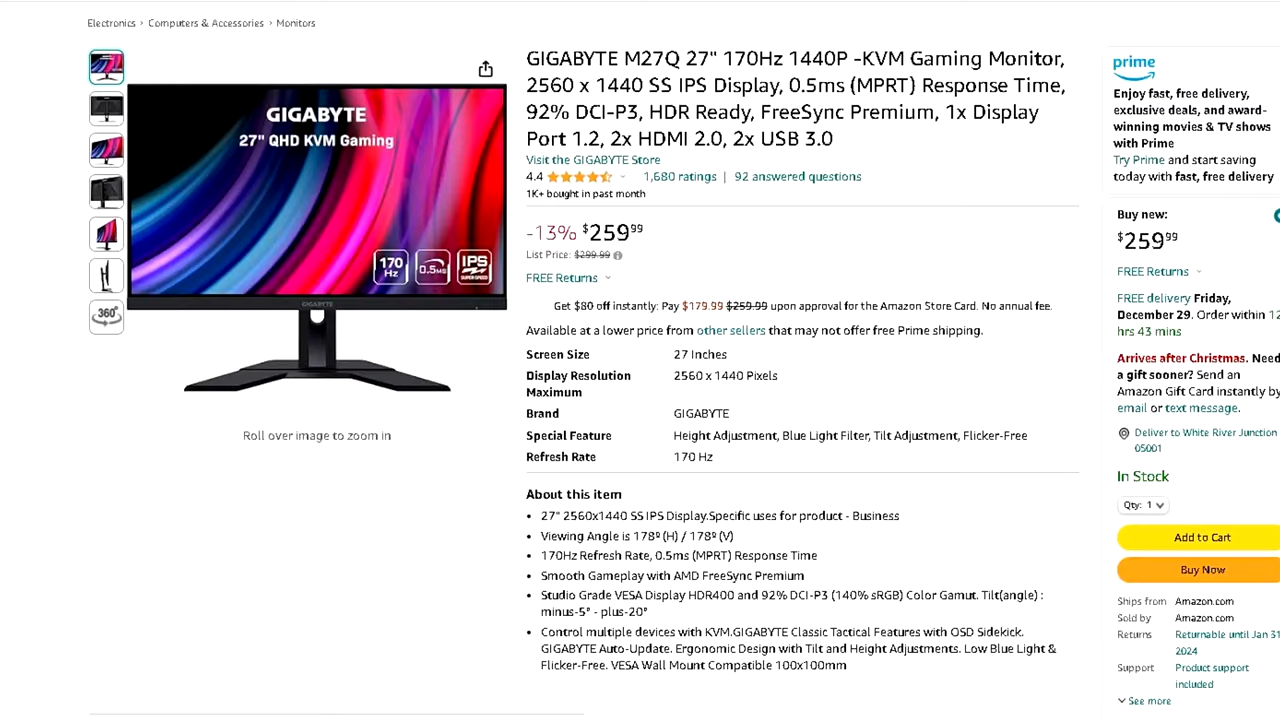 Electronics › Computers & Accessories › Monitors
GIGABYTE
27" QHD KVM Gaming
170
Hz
0.5MS
IPS
SUPER SPEED
GIGABYTE
360°
Roll over image to zoom in
GIGABYTE M27Q 27" 170Hz 1440P -KVM Gaming Monitor,
2560 x 1440 SS IPS Display, 0.5ms (MPRT) Response Time,
92% DCI-P3, HDR Ready, FreeSync Premium, 1x Display
Port 1.2, 2x HDMI 2.0, 2x USB 3.0
Visit the GIGABYTE Store
4.4 1,680 ratings | 92 answered questions
1K+ bought in past month
-13% $259⁹⁹
List Price: $299.99
FREE Returns
Get $80 off instantly: Pay $179.99 $259.99 upon approval for the Amazon Store Card. No annual fee.
Available at a lower price from other sellers that may not offer free Prime shipping.
Screen Size 27 Inches
Display Resolution 2560 x 1440 Pixels
Maximum
Brand GIGABYTE
Special Feature Height Adjustment, Blue Light Filter, Tilt Adjustment, Flicker-Free
Refresh Rate 170 Hz
About this item
• 27" 2560x1440 SS IPS Display.Specific uses for product - Business
• Viewing Angle is 178º (H) / 178º (V)
• 170Hz Refresh Rate, 0.5ms (MPRT) Response Time
• Smooth Gameplay with AMD FreeSync Premium
• Studio Grade VESA Display HDR400 and 92% DCI-P3 (140% sRGB) Color Gamut. Tilt(angle) :
minus-5° - plus-20°
• Control multiple devices with KVM.GIGABYTE Classic Tactical Features with OSD Sidekick.
GIGABYTE Auto-Update. Ergonomic Design with Tilt and Height Adjustments. Low Blue Light &
Flicker-Free. VESA Wall Mount Compatible 100x100mm
prime
Enjoy fast, free delivery,
exclusive deals, and award-
winning movies & TV shows
with Prime
Try Prime and start saving
today with fast, free delivery
Buy new:
$259⁹⁹
FREE Returns
FREE delivery Friday,
December 29. Order within 12
hrs 43 mins
Arrives after Christmas. Need
a gift sooner? Send an
Amazon Gift Card instantly by
email or text message.
Deliver to White River Junction
05001
In Stock
Qty: 1
Add to Cart
Buy Now
Ships from Amazon.com
Sold by Amazon.com
Returns Returnable until Jan 31
2024
Support Product support
included
See more